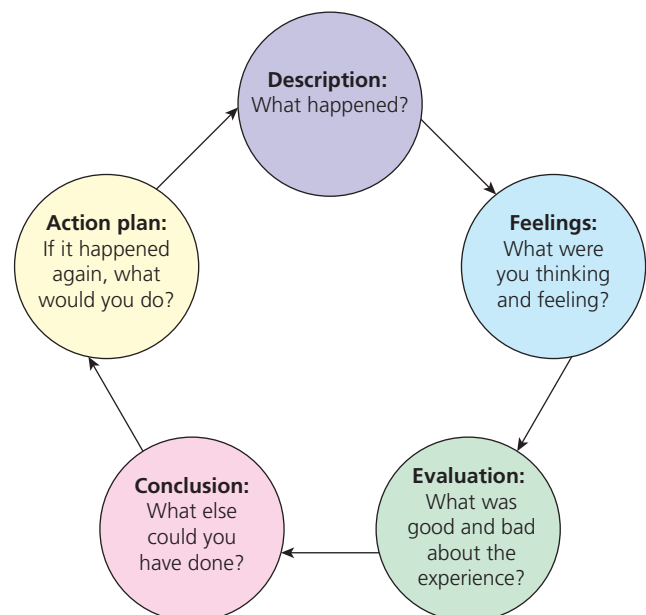 Description:
What happened?
Feelings:
What were
you thinking
and feeling?
Evaluation:
What was
good and bad
about the
experience?
Conclusion:
What else
could you
have done?
Action plan:
If it happened
again, what
would you do?